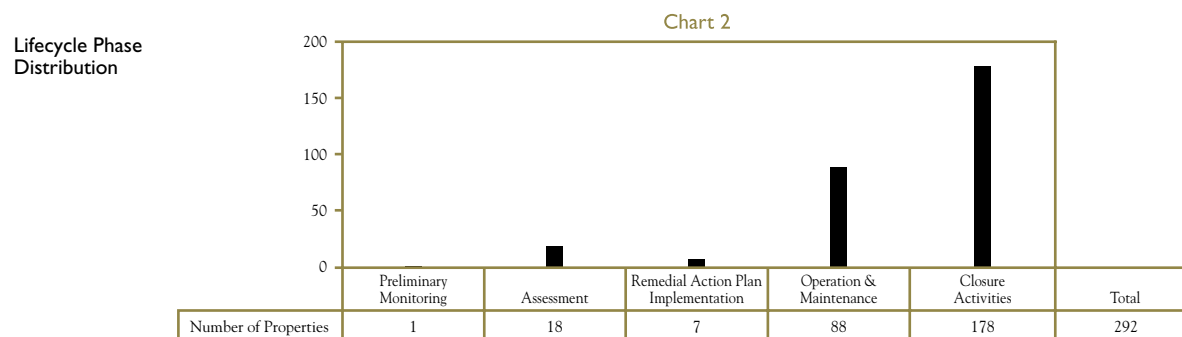 Chart 2
Lifecycle Phase
Distribution
200
150
100
50
0
Preliminary
Monitoring
Assessment
Remedial Action Plan
Implementation
Operation &
Maintenance
Closure
Activities
Total
Number of Properties 1 18 7 88 178 292